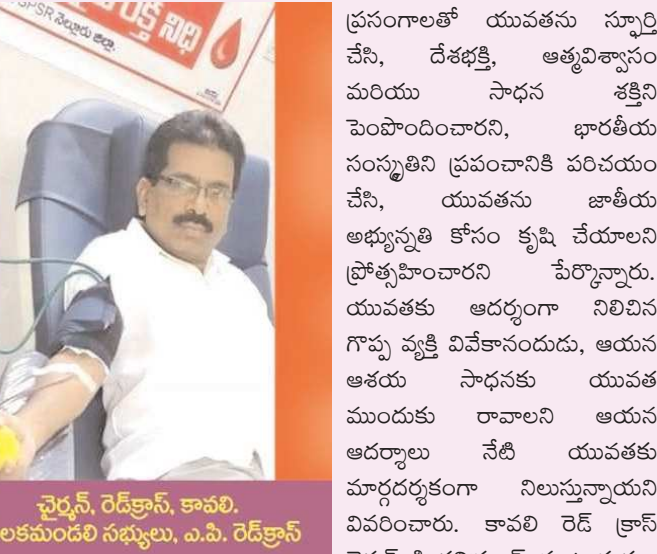 SPSR నెల్లూరు జిల్లా.
రక్త నిధి
చైర్మన్, రెడ్‌క్రాస్, కావలి.
లకమండలి సభ్యులు, ఎ.పి. రెడ్‌క్రాస్
ప్రసంగాలతో యువతను స్ఫూర్తి
చేసి, దేశభక్తి, ఆత్మవిశ్వాసం
మరియు సాధన శక్తిని
పెంపొందించారని, భారతీయ
సంస్కృతిని ప్రపంచానికి పరిచయం
చేసి, యువతను జాతీయ
అభ్యున్నతి కోసం కృషి చేయాలని
ప్రోత్సహించారని పేర్కొన్నారు.
యువతకు ఆదర్శంగా నిలిచిన
గొప్ప వ్యక్తి వివేకానందుడు, ఆయన
ఆశయ సాధనకు యువత
ముందుకు రావాలని ఆయన
ఆదర్శాలు నేటి యువతకు
మార్గదర్శకంగా నిలుస్తున్నాయని
వివరించారు. కావలి రెడ్ క్రాస్